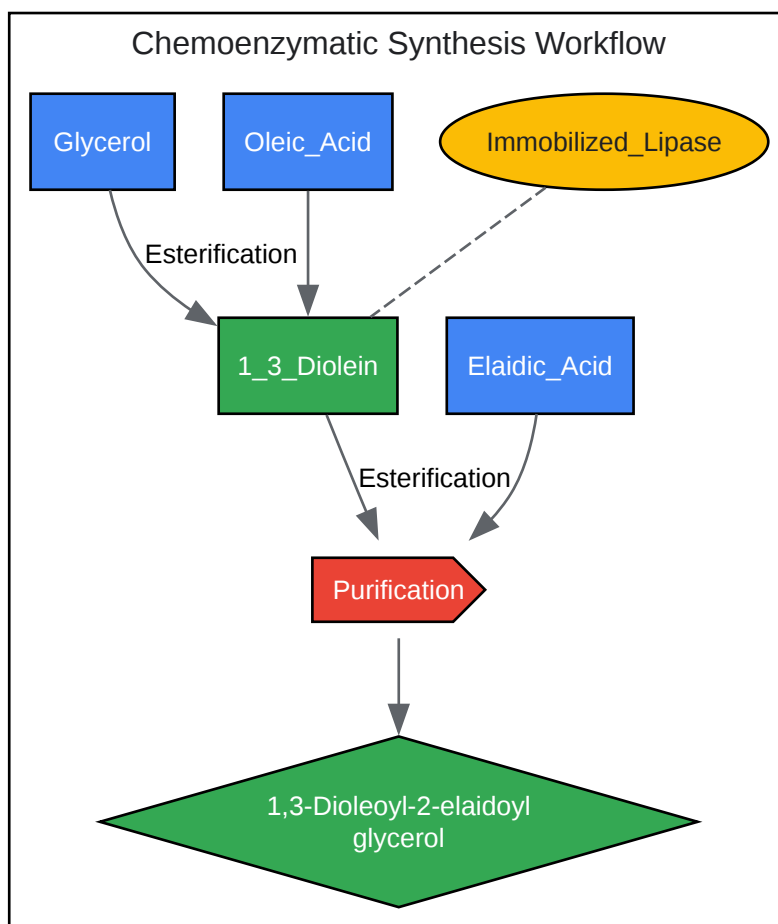 Chemoenzymatic Synthesis Workflow
Glycerol
Oleic_Acid
Immobilized_Lipase
Esterification
1_3_Diolein
Elaidic_Acid
Esterification
Purification
1,3-Dioleoyl-2-elaidoyl
glycerol